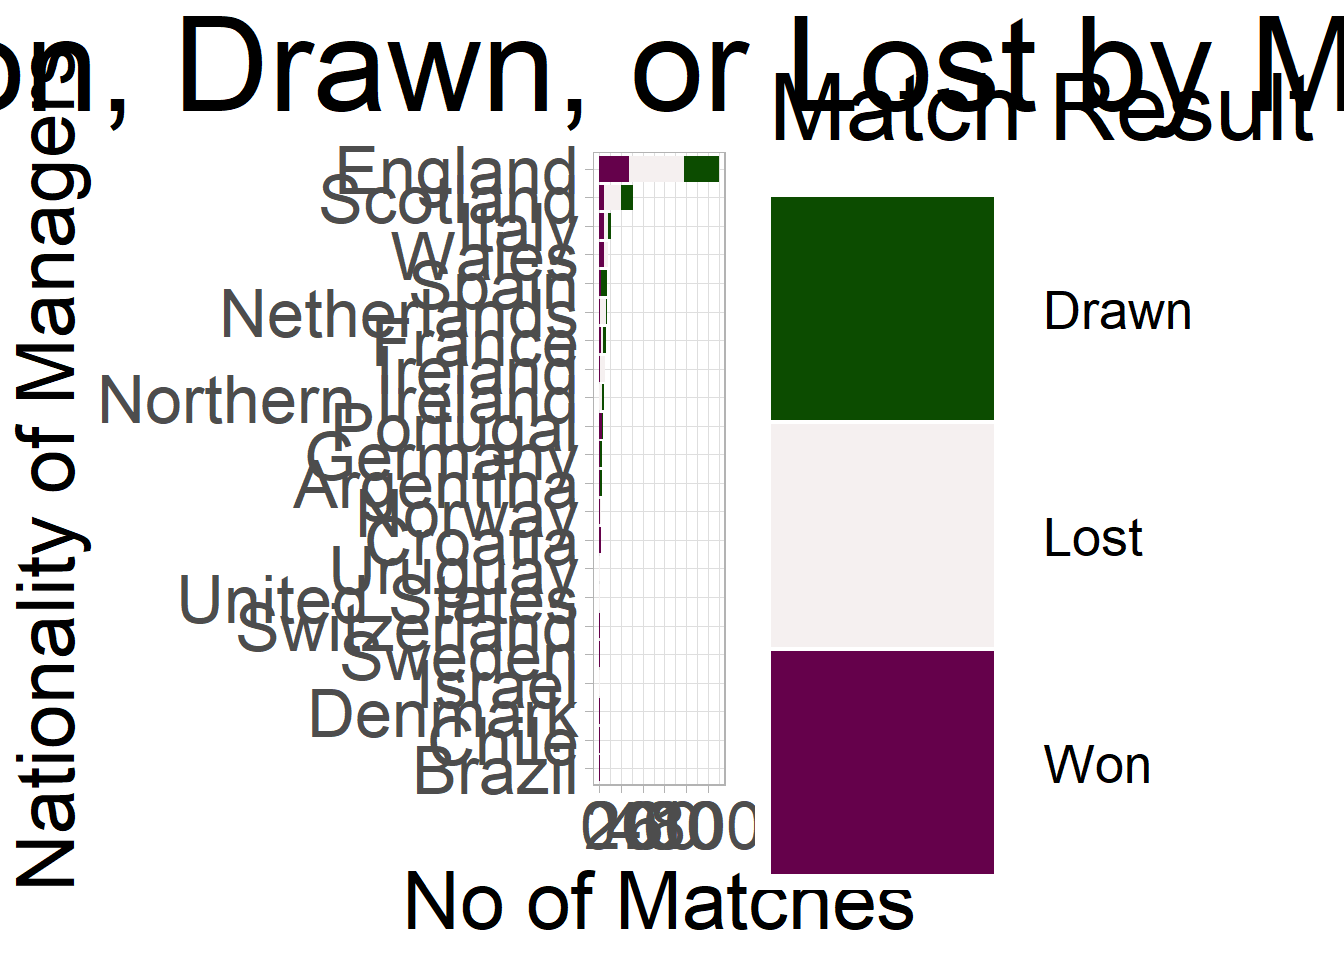 on, Drawn, or Lost by M
Match Result
Nationality of Managers
England
Scotland
Italy
Wales
Spain
Netherlands
France
Ireland
Northern Ireland
Portugal
Germany
Argentina
Norway
Croatia
Uruguay
United States
Switzerland
Sweden
Israel
Denmark
Chile
Brazil
Drawn
Lost
Won
No of Matches